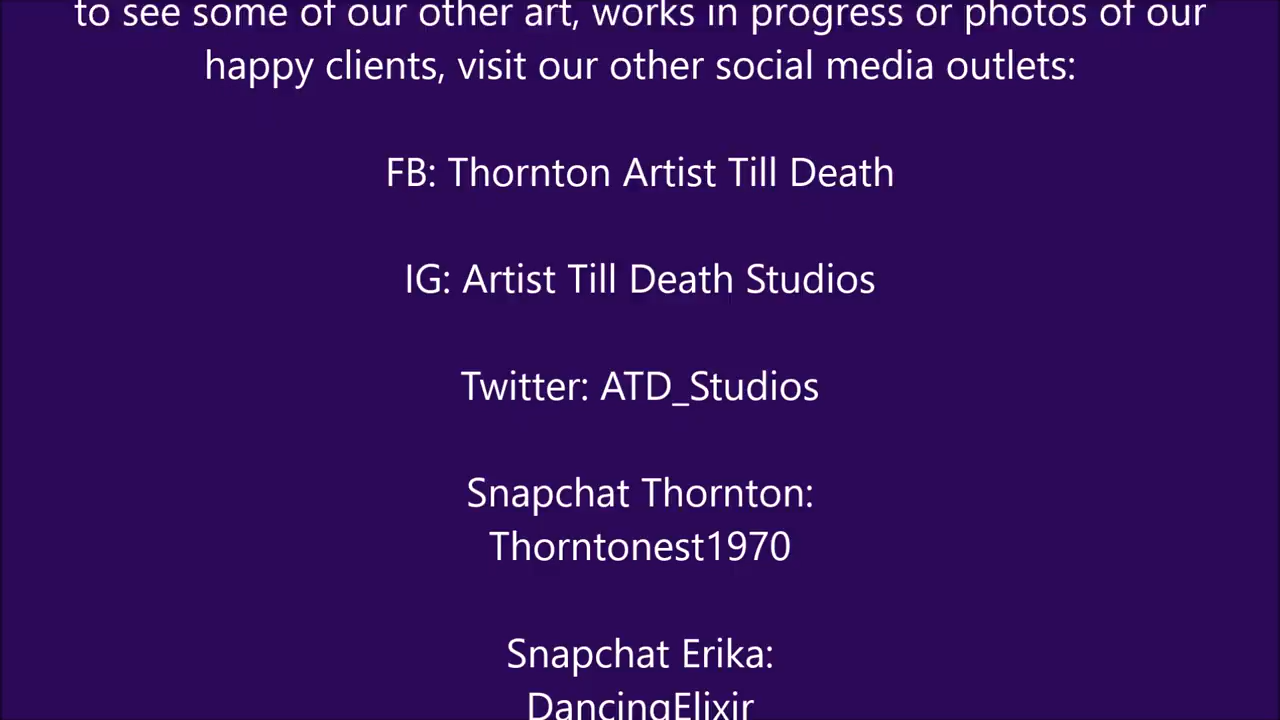 to see some of our other art, works in progress or photos of our
happy clients, visit our other social media outlets:
FB: Thornton Artist Till Death
IG: Artist Till Death Studios
Twitter: ATD_Studios
Snapchat Thornton:
Thorntonest1970
Snapchat Erika:
DancingElixir